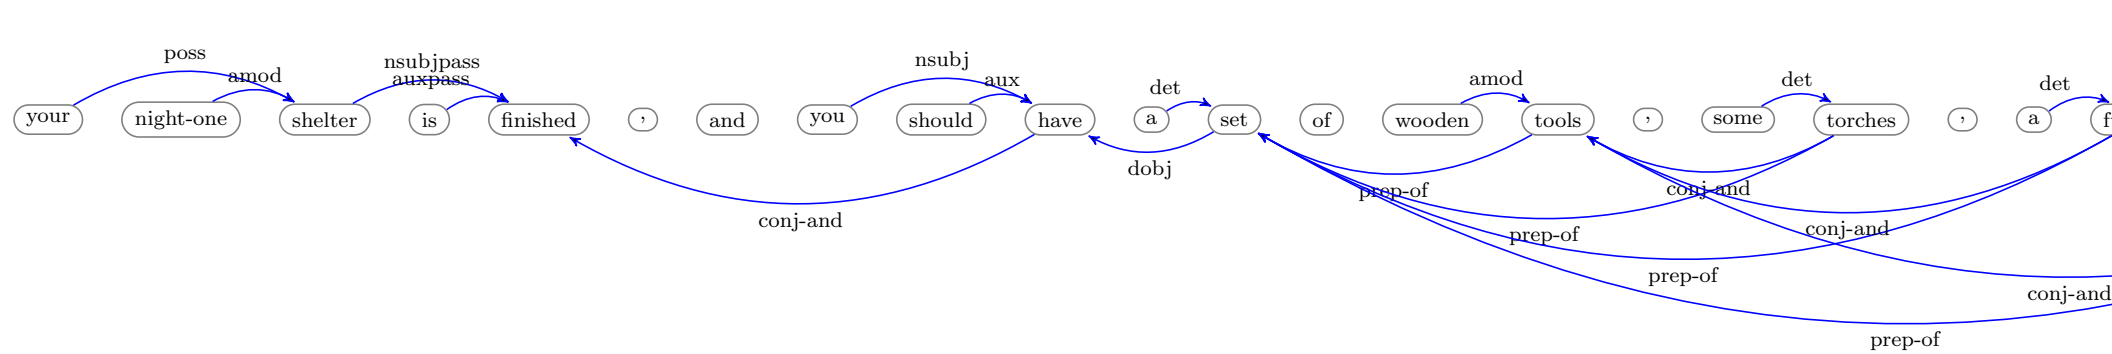 poss
amod
nsubjpass
auxpass
nsubj
aux
det
amod
det
det
your night-one shelter is finished , and you should have a set of wooden tools , some torches , a
dobj
conj-and
prep-of
conj-and
prep-of
conj-and
prep-of
conj-and
prep-of